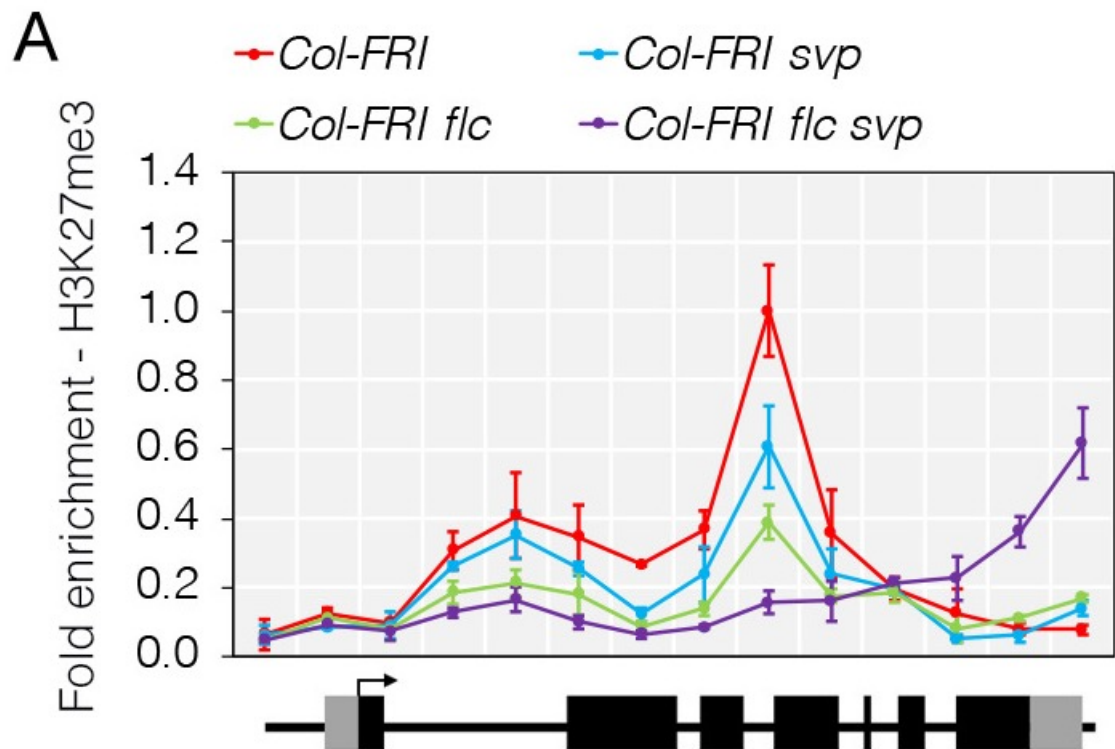 A
Col-FRI
Col-FRI svp
Col-FRI flc
Col-FRI flc svp
Fold enrichment - H3K27me3
1.4
1.2
1.0
0.8
0.6
0.4
0.2
0.0